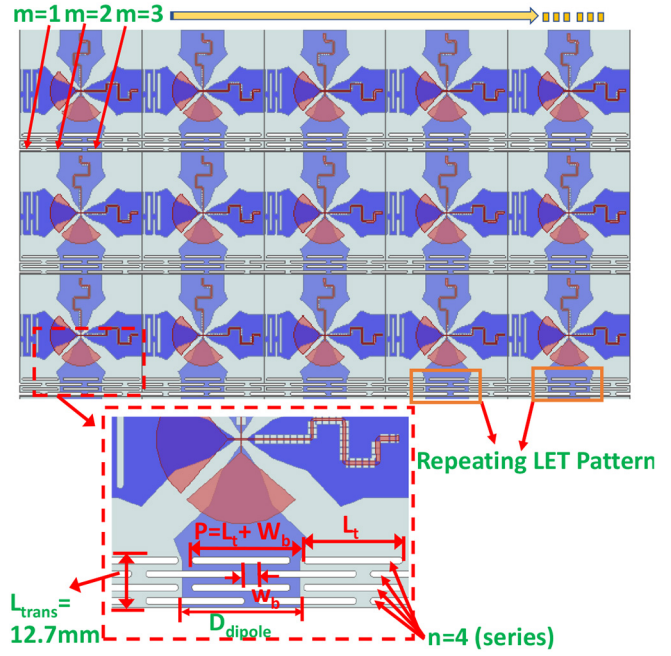 m=1 m=2 m=3
Repeating LET Pattern
P=Lt+ Wb
Lt
Wb
Ltrans=
12.7mm
Ddipole
n=4 (series)